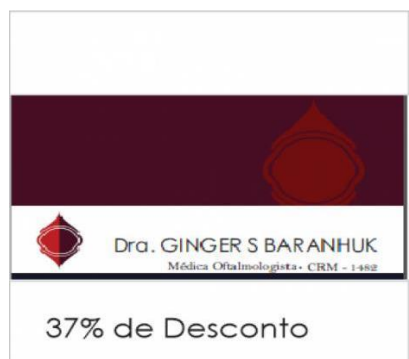 Dra. GINGER S BARANHUK
Médica Oftalmologista • CRM - 1482
37% de Desconto